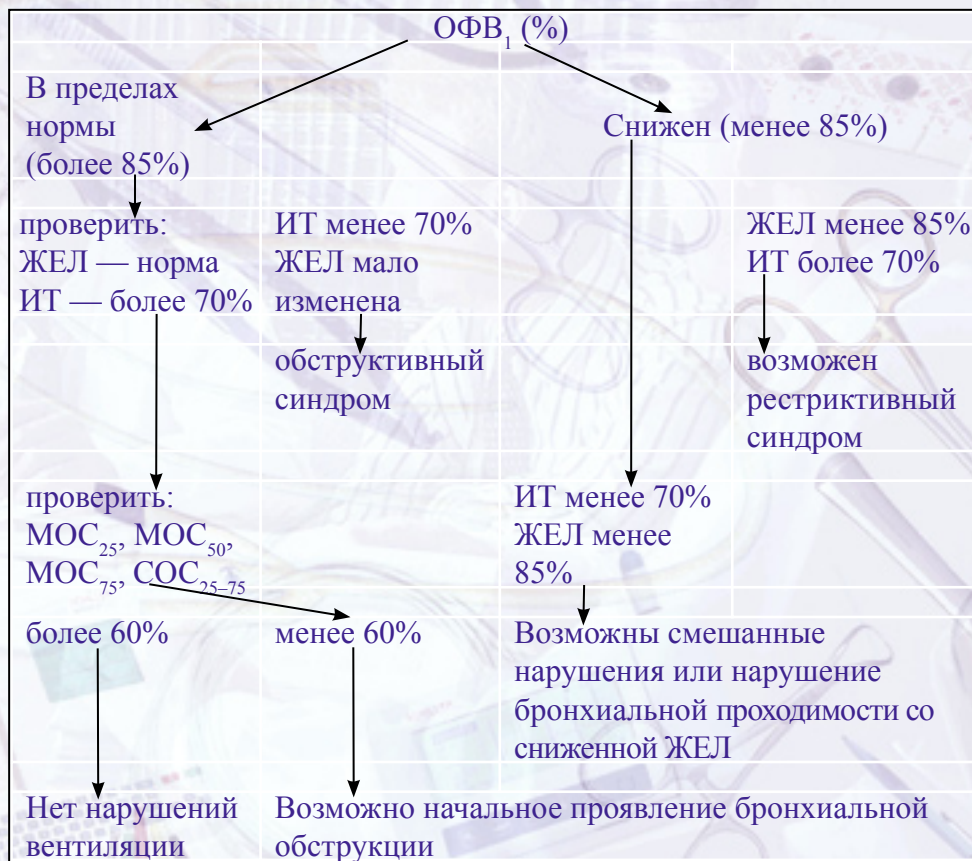 ОФВ₁ (%)
В пределах
нормы
(более 85%)
Снижен (менее 85%)
проверить:
ЖЕЛ — норма
ИТ — более 70%
ИТ менее 70%
ЖЕЛ мало
изменена
ЖЕЛ менее 85%
ИТ более 70%
обструктивный
синдром
возможен
рестриктивный
синдром
проверить:
МОС₂₅, МОС₅₀,
МОС₇₅, СОС₂₅₋₇₅
ИТ менее 70%
ЖЕЛ менее
85%
более 60%
менее 60%
Возможны смешанные
нарушения или нарушение
бронхиальной проходимости со
сниженной ЖЕЛ
Нет нарушений
вентиляции
Возможно начальное проявление бронхиальной
обструкции